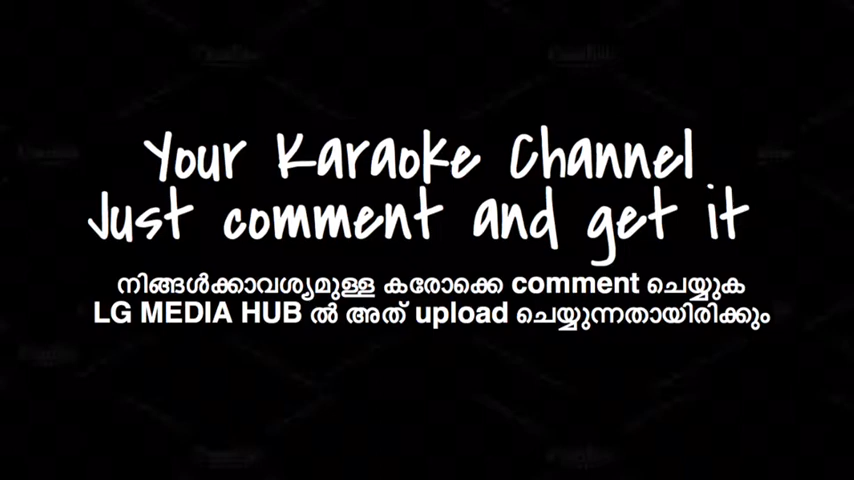 Your Karaoke Channel
Just comment and get it
നിങ്ങൾക്കാവശ്യമുള്ള കരോക്കെ comment ചെയ്യുക
LG MEDIA HUB ൽ അത് upload ചെയ്യുന്നതായിരിക്കും